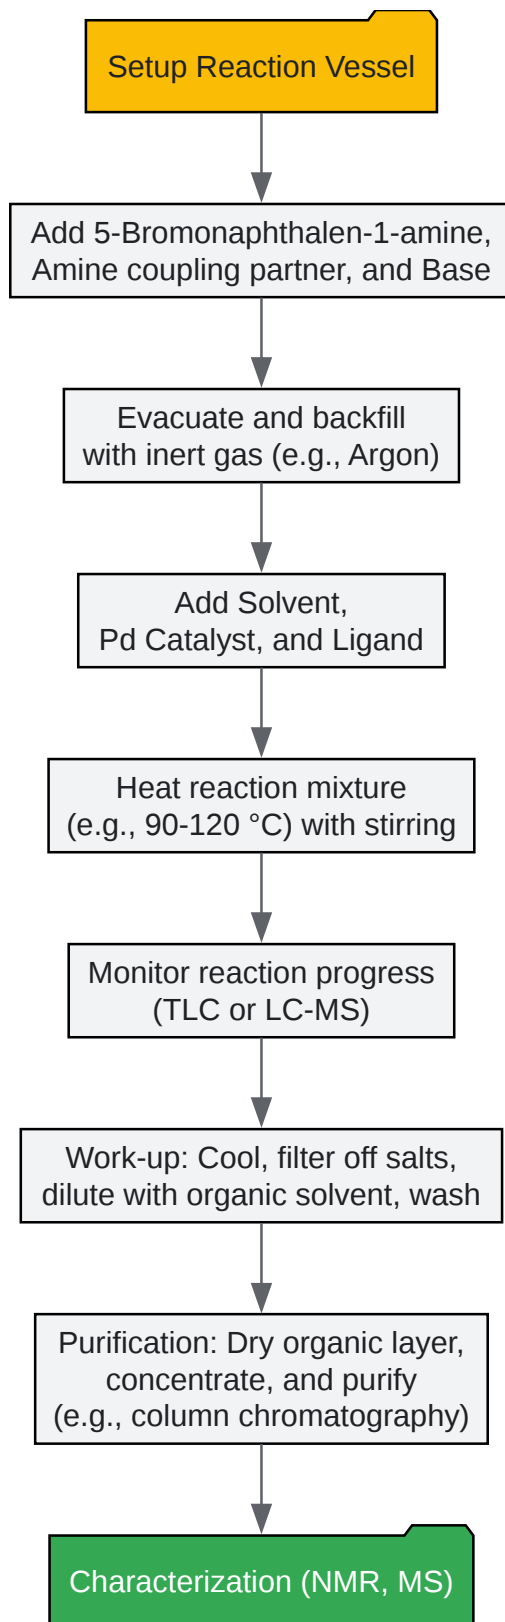 Setup Reaction Vessel
Add 5-Bromonaphthalen-1-amine,
Amine coupling partner, and Base
Evacuate and backfill
with inert gas (e.g., Argon)
Add Solvent,
Pd Catalyst, and Ligand
Heat reaction mixture
(e.g., 90-120 °C) with stirring
Monitor reaction progress
(TLC or LC-MS)
Work-up: Cool, filter off salts,
dilute with organic solvent, wash
Purification: Dry organic layer,
concentrate, and purify
(e.g., column chromatography)
Characterization (NMR, MS)